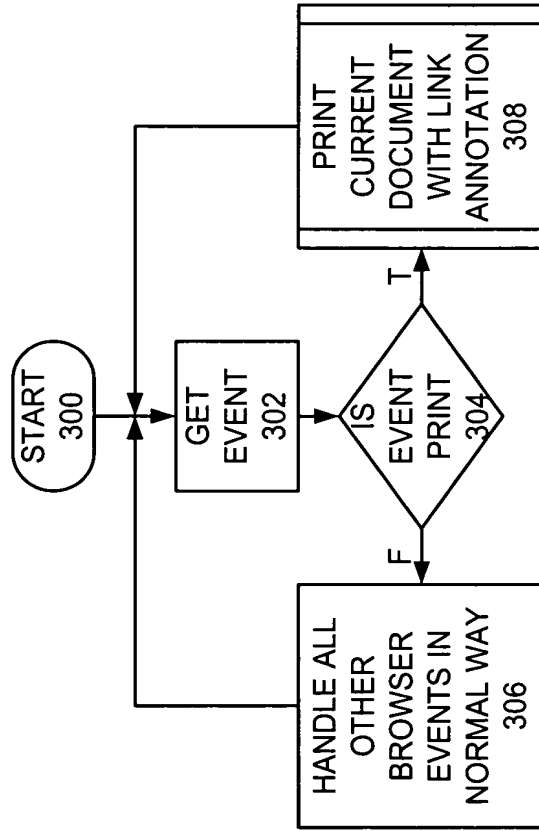 START
300
GET
EVENT
302
IS
EVENT
PRINT
304
F
T
HANDLE ALL
OTHER
BROWSER
EVENTS IN
NORMAL WAY
306
PRINT
CURRENT
DOCUMENT
WITH LINK
ANNOTATION
308